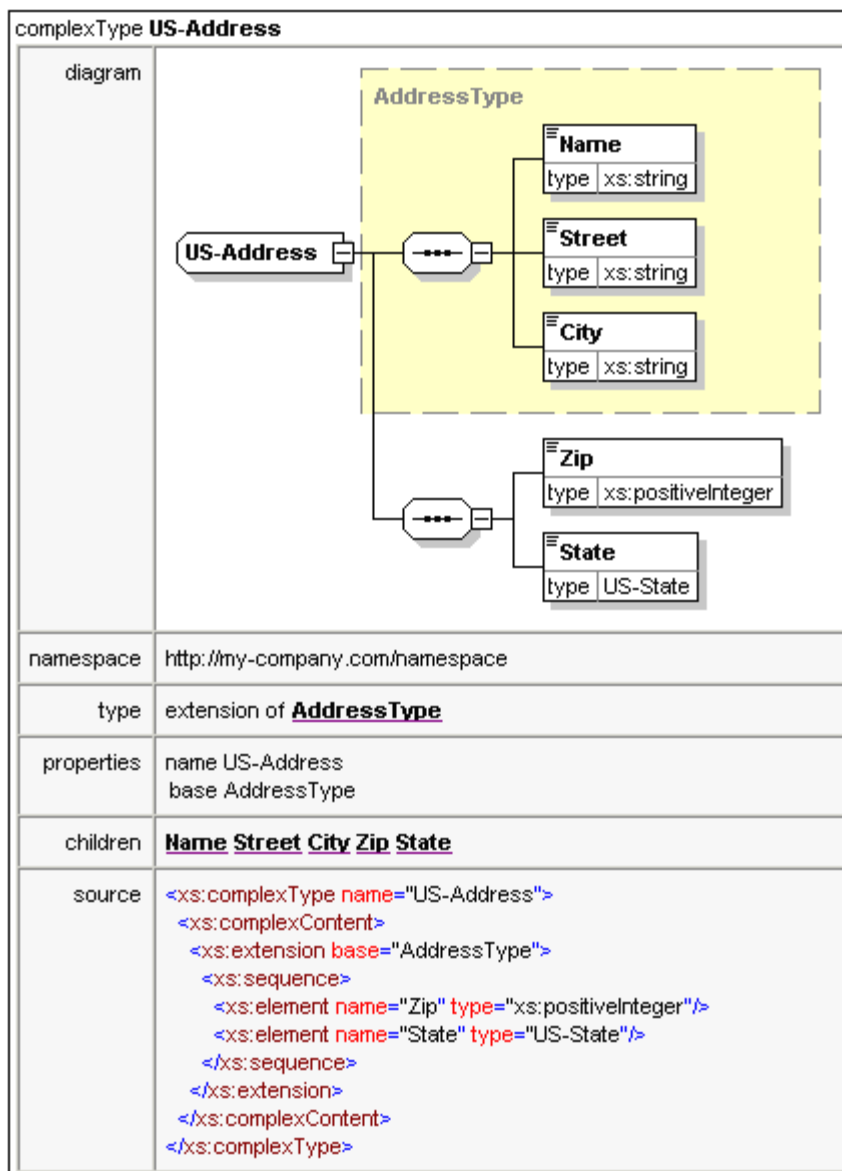 complexType US-Address
diagram
AddressType
Name
type xs:string
US-Address
Street
type xs:string
City
type xs:string
Zip
type xs:positiveInteger
State
type US-State
namespace http://my-company.com/namespace
type extension of AddressType
properties name US-Address
base AddressType
children Name Street City Zip State
source <xs:complexType name="US-Address">
<xs:complexContent>
<xs:extension base="AddressType">
<xs:sequence>
<xs:element name="Zip" type="xs:positiveInteger"/>
<xs:element name="State" type="US-State"/>
</xs:sequence>
</xs:extension>
</xs:complexContent>
</xs:complexType>